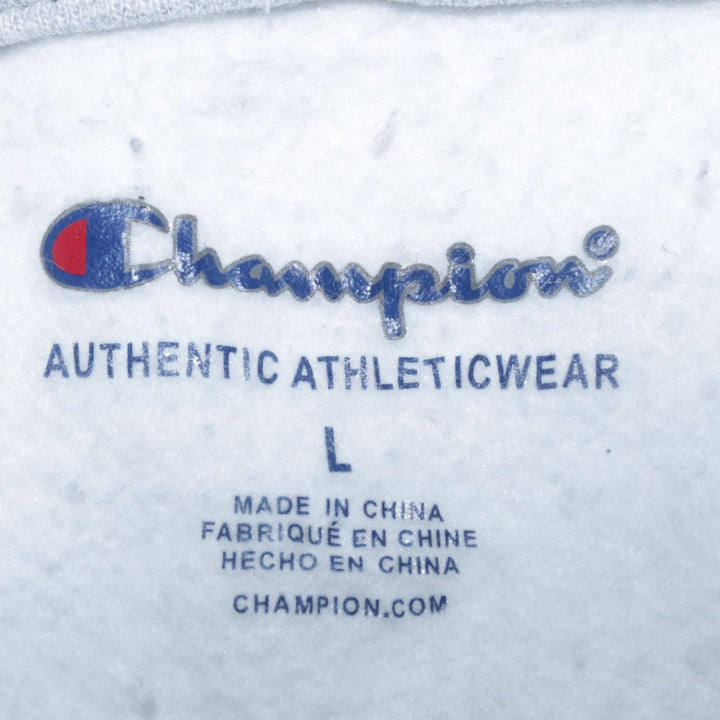 Champion
AUTHENTIC ATHLETICWEAR
L
MADE IN CHINA
FABRIQUÉ EN CHINE
HECHO EN CHINA
CHAMPION.COM